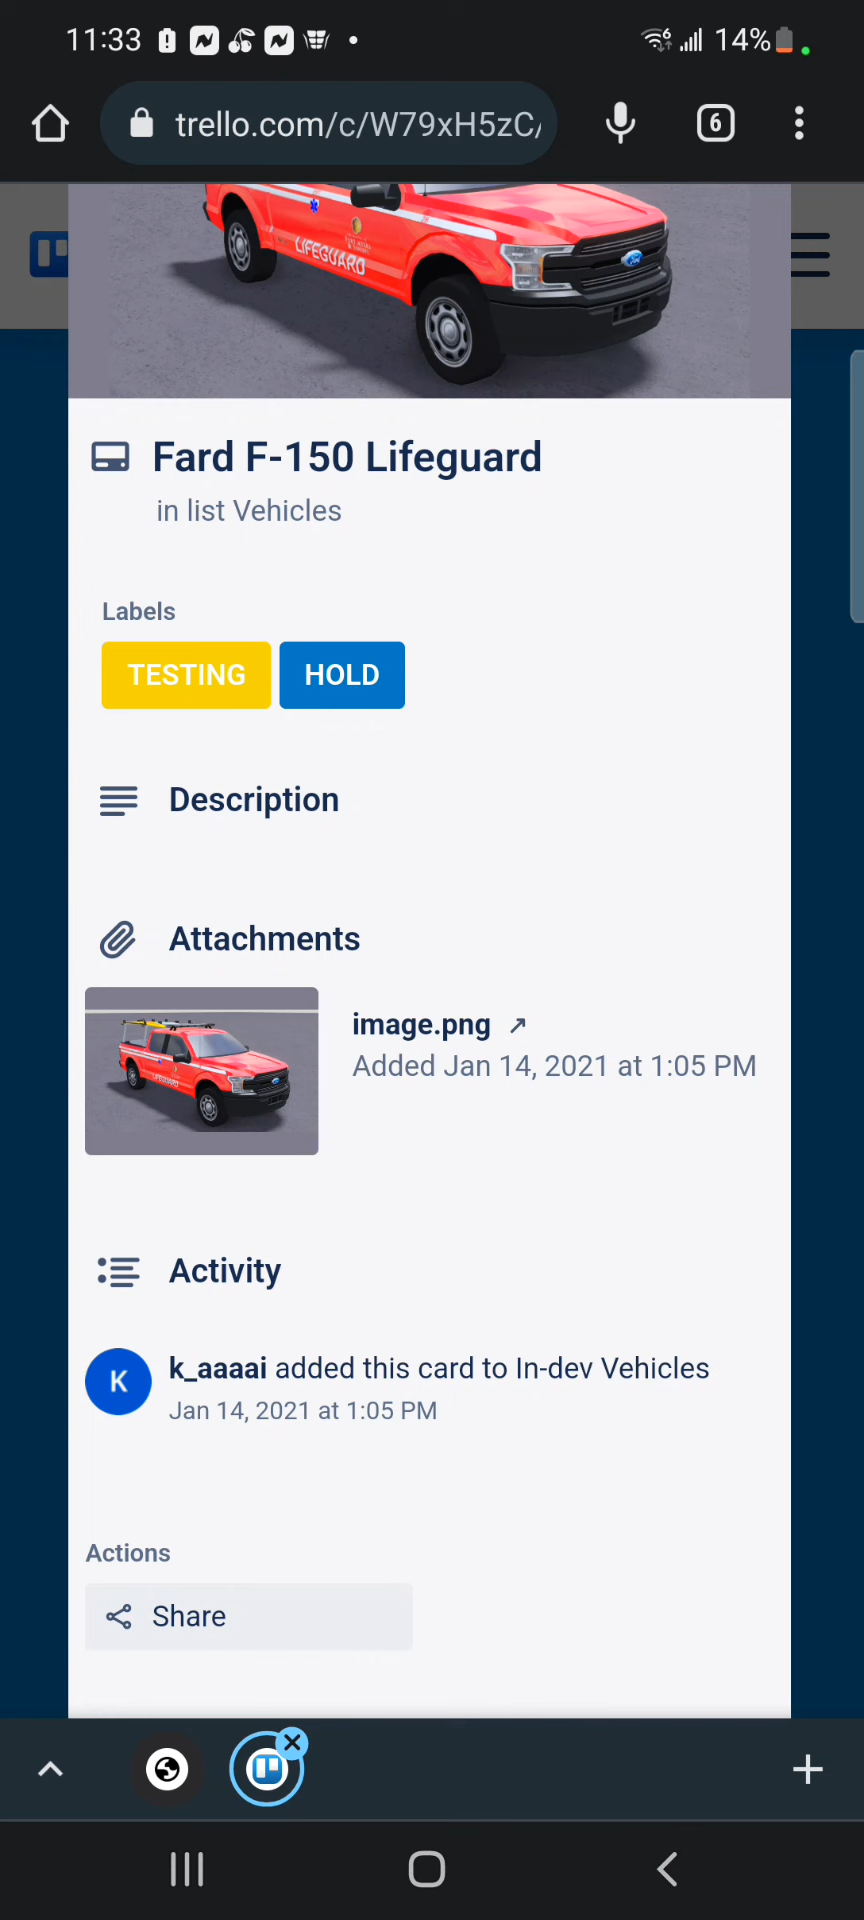 11:33
14%
trello.com/c/W79xH5zC/
6
LIFEGUARD
Fard F-150 Lifeguard
in list Vehicles
Labels
TESTING HOLD
Description
Attachments
image.png
Added Jan 14, 2021 at 1:05 PM
Activity
K
k_aaaai added this card to In-dev Vehicles
Jan 14, 2021 at 1:05 PM
Actions
Share